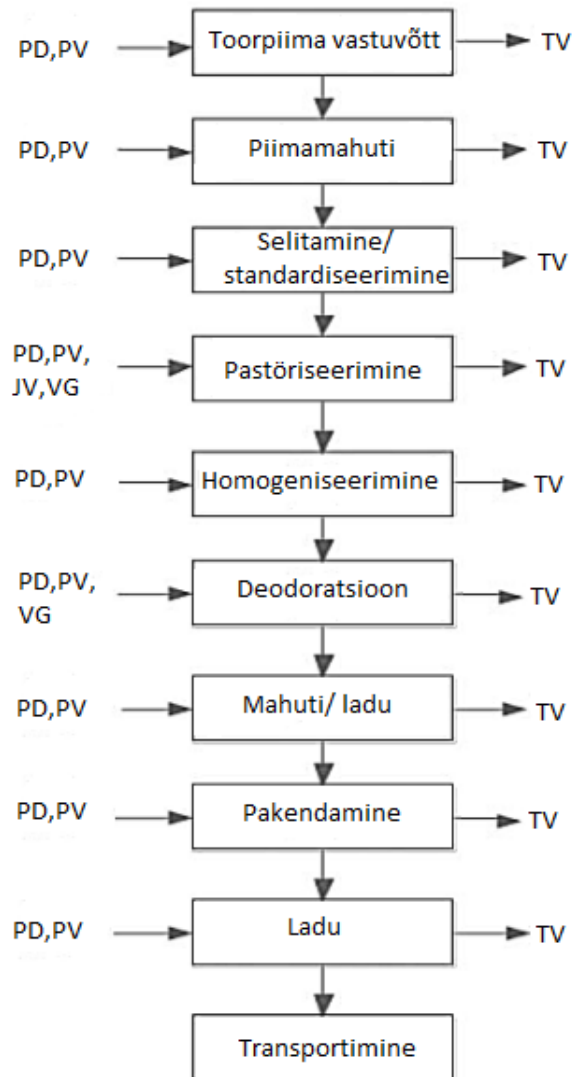 PD,PV
Toorpiima vastuvõtt
TV
PD,PV
Piimamahuti
TV
PD,PV
Selitamine/
standardiseerimine
TV
PD,PV,
JV,VG
Pastöriseerimine
TV
PD,PV
Homogeniseerimine
TV
PD,PV,
VG
Deodoratsioon
TV
PD,PV
Mahuti/ ladu
TV
PD,PV
Pakendamine
TV
PD,PV
Ladu
TV
Transportimine